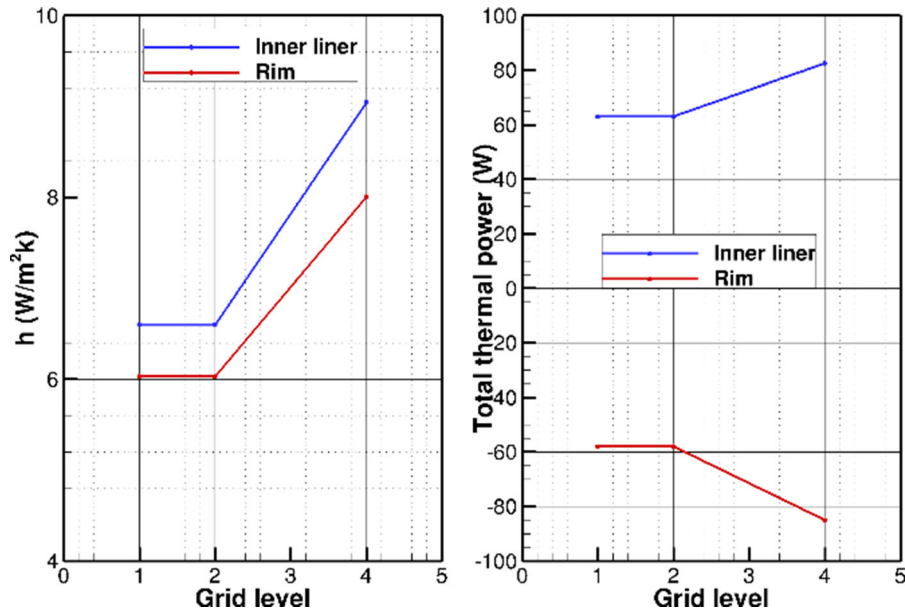 10
8
6
4
h (W/m²k)
Inner liner
Rim
0 1 2 3 4 5
Grid level
100
80
60
40
20
0
-20
-40
-60
-80
-100
Total thermal power (W)
Inner liner
Rim
0 1 2 3 4 5
Grid level